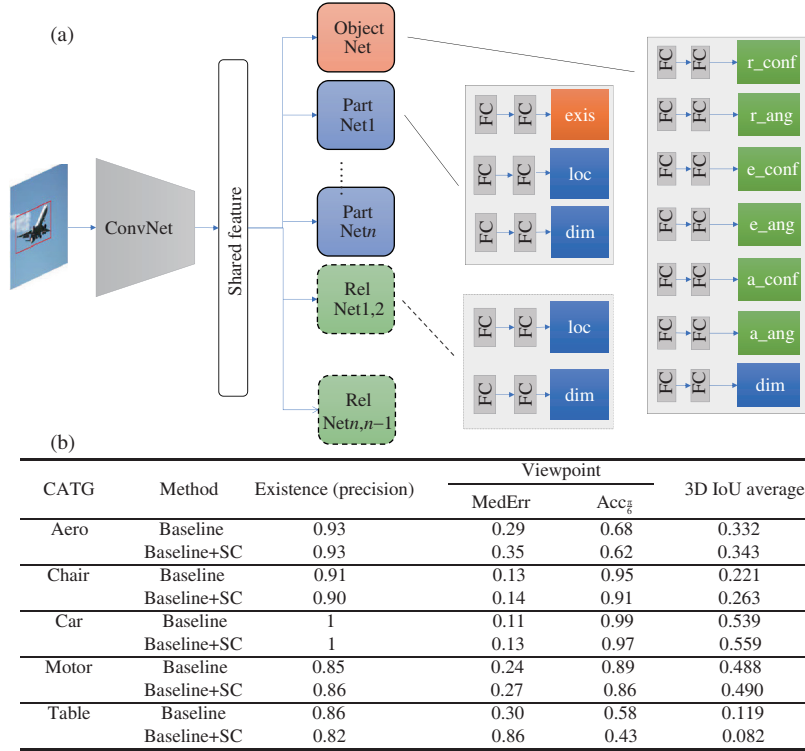 (a)
Object
Net
Part
Net1
Part
Netn
Rel
Net1,2
Rel
Netn,n−1
ConvNet
Shared feature
FC FC exis
FC FC loc
FC FC dim
FC FC loc
FC FC dim
FC FC r_conf
FC FC r_ang
FC FC e_conf
FC FC e_ang
FC FC a_conf
FC FC a_ang
FC FC dim
(b)
CATG Method Existence (precision) Viewpoint 3D IoU average
MedErr Acc π/6
Aero Baseline 0.93 0.29 0.68 0.332
Baseline+SC 0.93 0.35 0.62 0.343
Chair Baseline 0.91 0.13 0.95 0.221
Baseline+SC 0.90 0.14 0.91 0.263
Car Baseline 1 0.11 0.99 0.539
Baseline+SC 1 0.13 0.97 0.559
Motor Baseline 0.85 0.24 0.89 0.488
Baseline+SC 0.86 0.27 0.86 0.490
Table Baseline 0.86 0.30 0.58 0.119
Baseline+SC 0.82 0.86 0.43 0.082